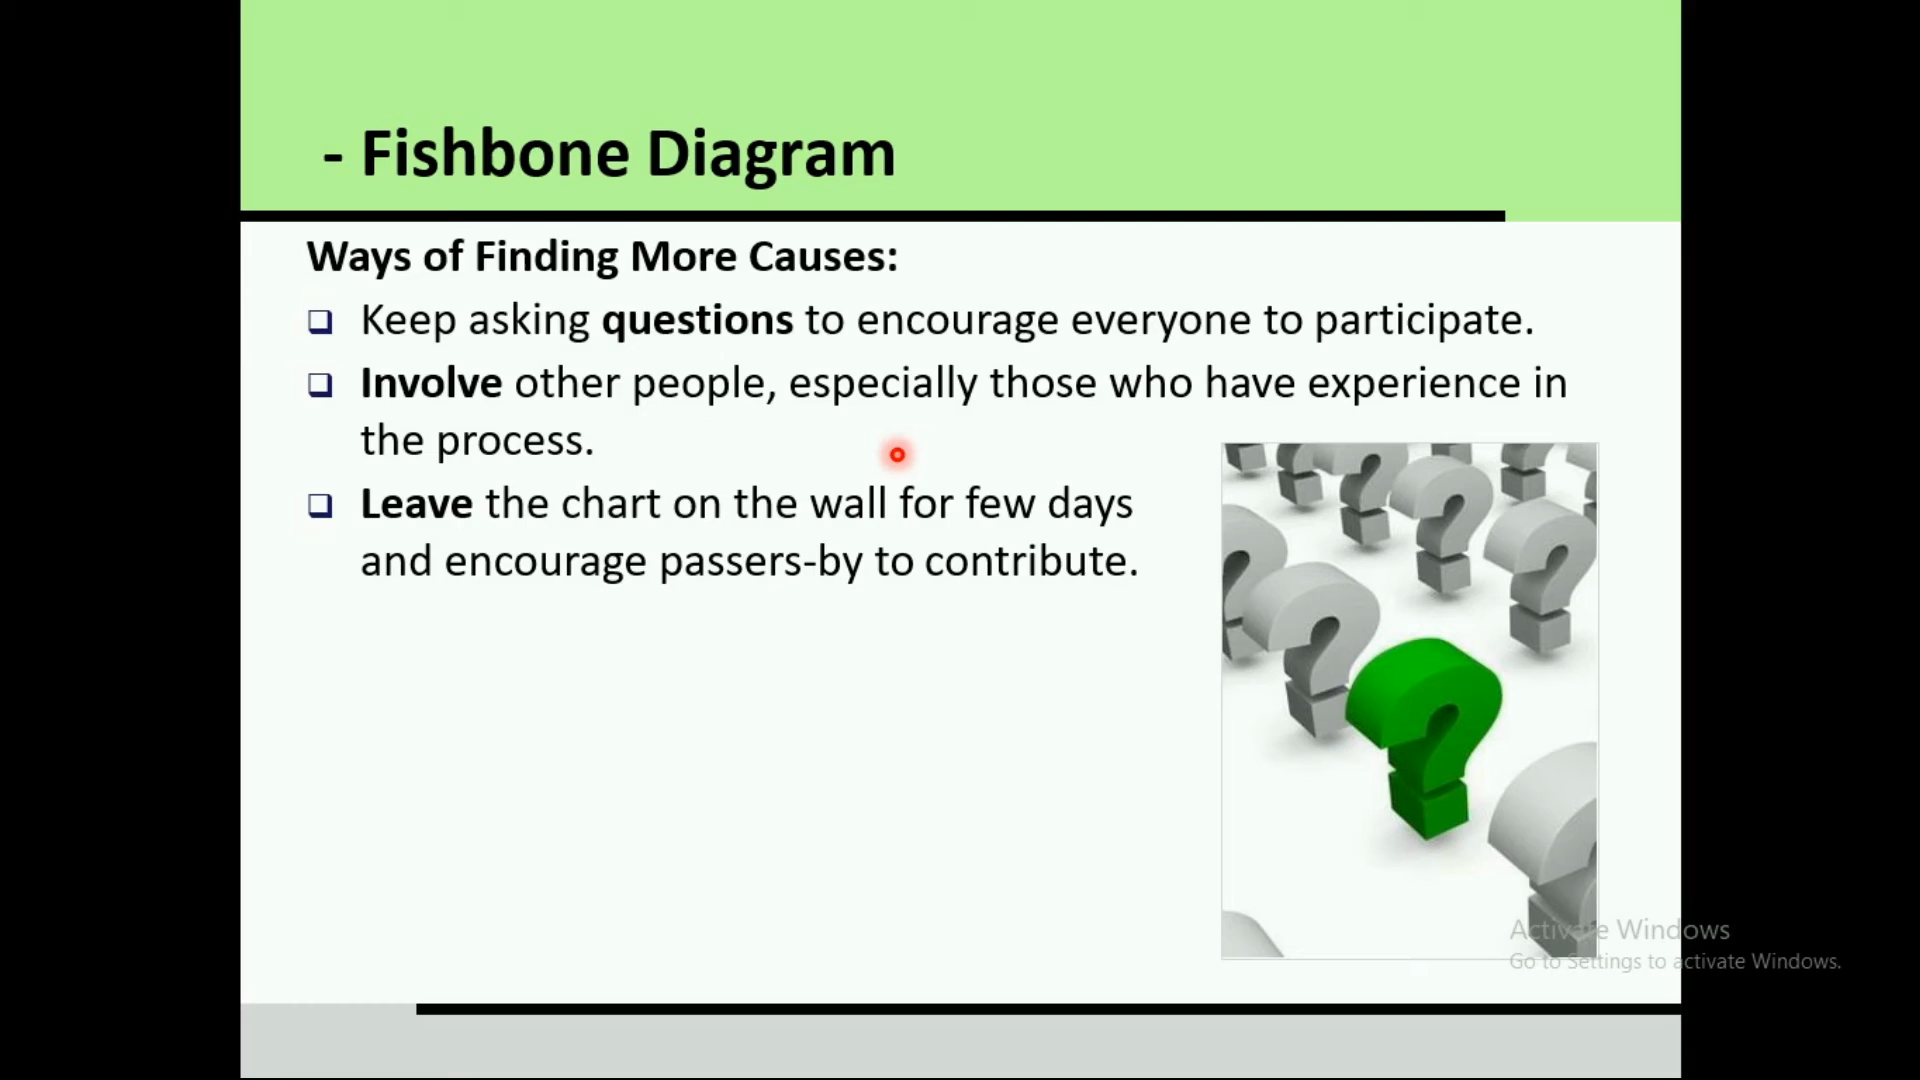 - Fishbone Diagram
Ways of Finding More Causes:
❑ Keep asking questions to encourage everyone to participate.
❑ Involve other people, especially those who have experience in
the process.
❑ Leave the chart on the wall for few days
and encourage passers-by to contribute.
Activate Windows
Go to Settings to activate Windows.